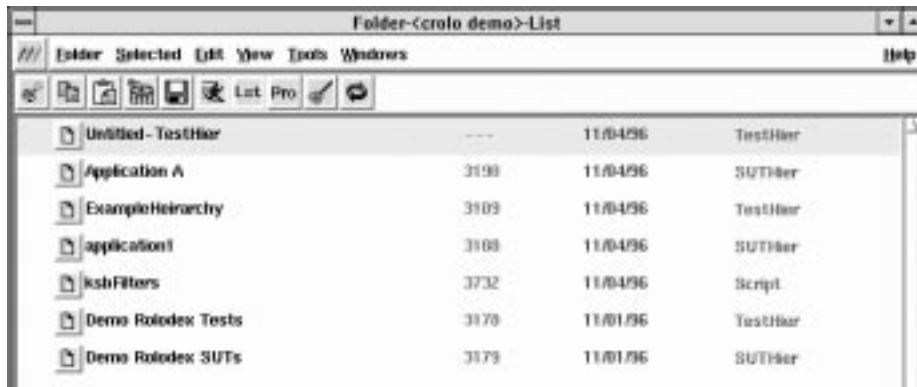 Folder-<crolo demo>-List
Folder Selected Edit View Tools Windows Help
List Pro
Untitled-TestHier --- 11/04/96 TestHier
Application A 3190 11/04/96 SUTHier
ExampleHeirarchy 3189 11/04/96 TestHier
application1 3188 11/04/96 SUTHier
ksbFilters 3732 11/04/96 Script
Demo Rolodex Tests 3178 11/01/96 TestHier
Demo Rolodex SUTs 3179 11/01/96 SUTHier